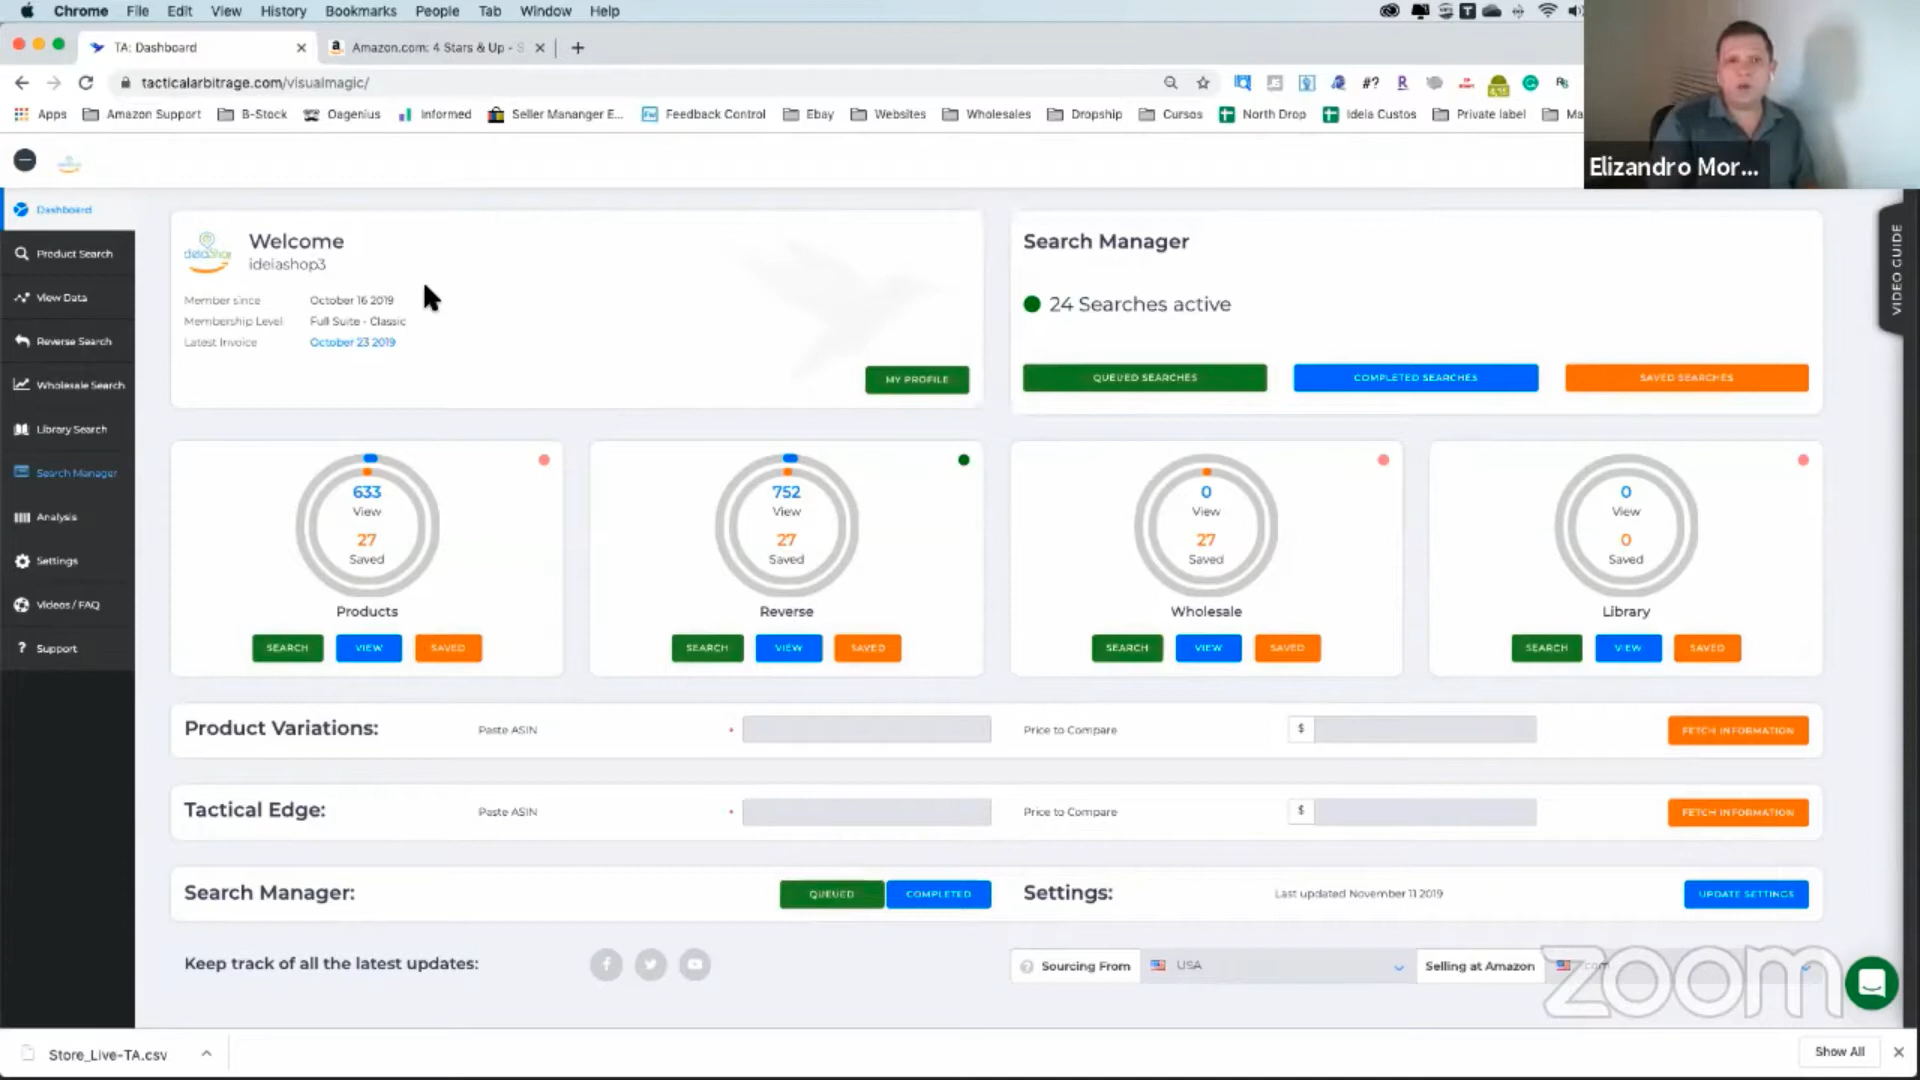 Chrome File Edit View History Bookmarks People Tab Window Help
TA: Dashboard
Amazon.com: 4 Stars & Up - S
tacticalarbitrage.com/visualmagic/
Apps Amazon Support B-Stock Oagenius Informed Seller Mananger E... Feedback Control Ebay Websites Wholesales Dropship Cursos North Drop Ideia Custos Private label Ma
Elizandro Mor...
VIDEO GUIDE
Dashboard
Product Search
View Data
Reverse Search
Wholesale Search
Library Search
Search Manager
Analysis
Settings
Videos / FAQ
Support
Welcome
ideiashop3
Member since October 16 2019
Membership Level Full Suite - Classic
Latest Invoice October 23 2019
MY PROFILE
Search Manager
24 Searches active
QUEUED SEARCHES COMPLETED SEARCHES SAVED SEARCHES
633
View
27
Saved
Products
SEARCH VIEW SAVED
752
View
27
Saved
Reverse
SEARCH VIEW SAVED
0
View
27
Saved
Wholesale
SEARCH VIEW SAVED
0
View
0
Saved
Library
SEARCH VIEW SAVED
Product Variations: Paste ASIN * Price to Compare $ FETCH INFORMATION
Tactical Edge: Paste ASIN * Price to Compare $ FETCH INFORMATION
Search Manager: QUEUED COMPLETED Settings: Last updated November 11 2019 UPDATE SETTINGS
Keep track of all the latest updates: Sourcing From USA Selling at Amazon .com
zoom
Store_Live-TA.csv
Show All